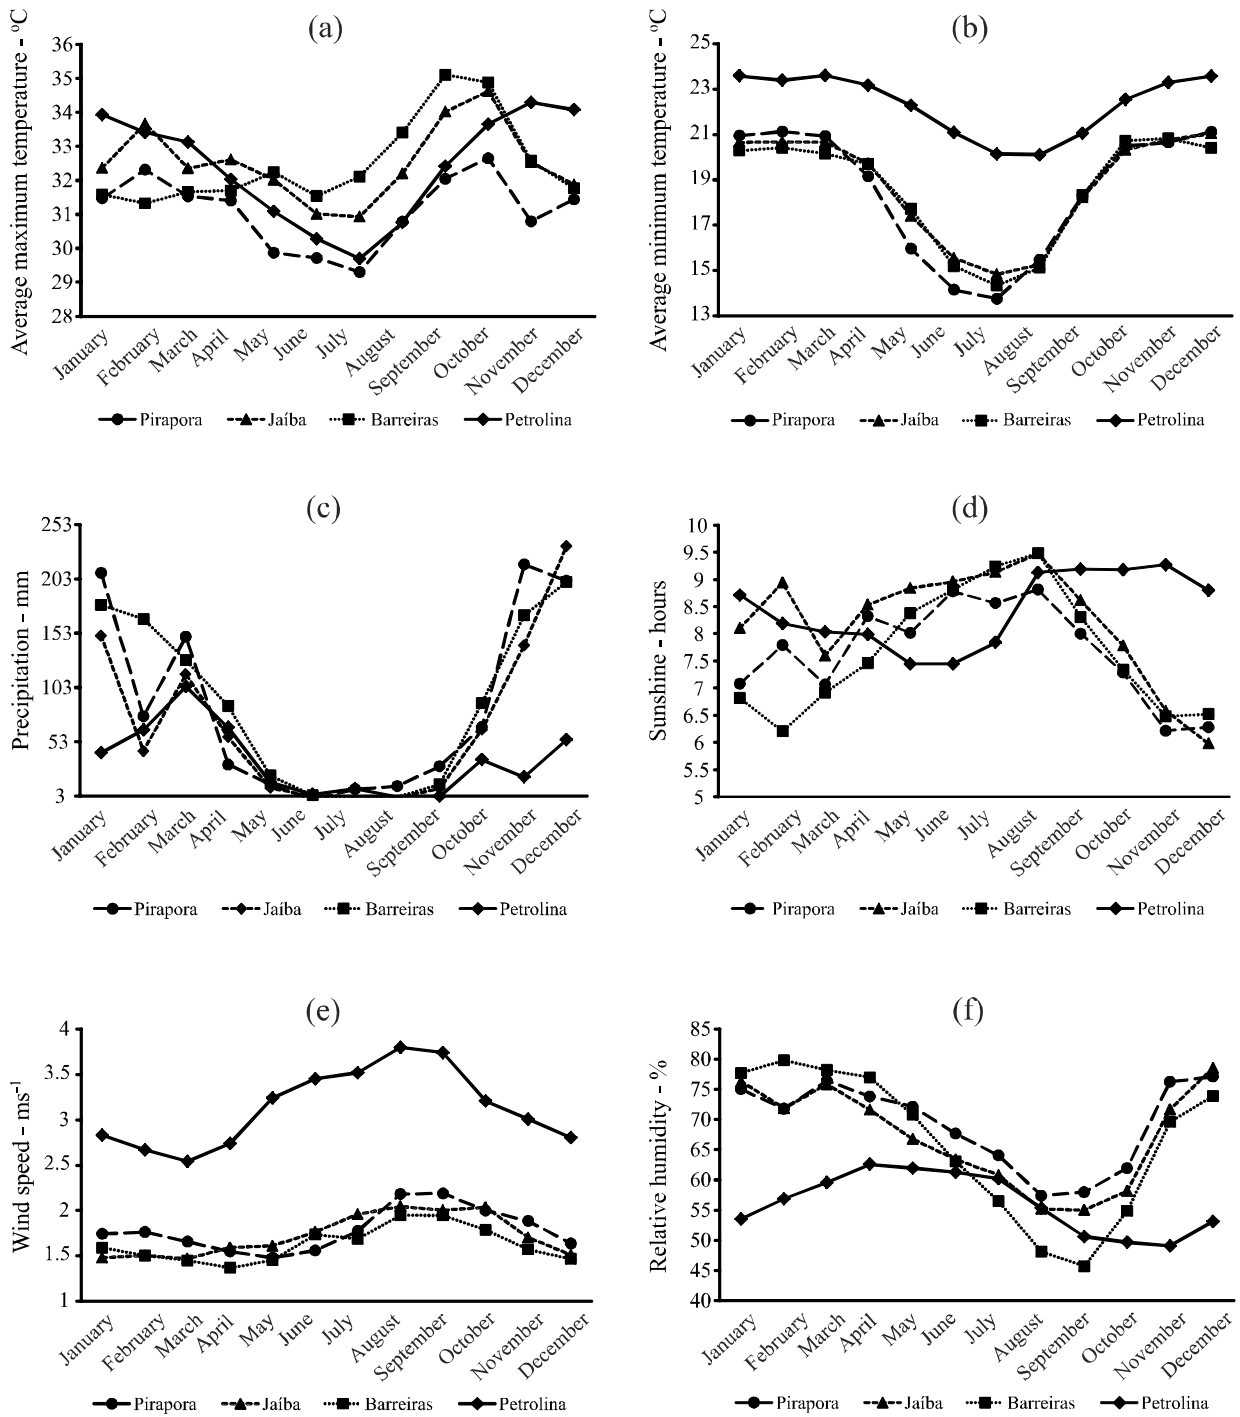 (a)
Average maximum temperature - ºC
36
35
34
33
32
31
30
29
28
January
February
March
April
May
June
July
August
September
October
November
December
Pirapora Jaíba Barreiras Petrolina
(b)
Average minimum temperature - ºC
25
23
21
19
17
15
13
January
February
March
April
May
June
July
August
September
October
November
December
Pirapora Jaíba Barreiras Petrolina
(c)
Precipitation - mm
253
203
153
103
53
3
January
February
March
April
May
June
July
August
September
October
November
December
Pirapora Jaíba Barreiras Petrolina
(d)
Sunshine - hours
10
9.5
9
8.5
8
7.5
7
6.5
6
5.5
5
January
February
March
April
May
June
July
August
September
October
November
December
Pirapora Jaíba Barreiras Petrolina
(e)
Wind speed - ms⁻¹
4
3.5
3
2.5
2
1.5
1
January
February
March
April
May
June
July
August
September
October
November
December
Pirapora Jaíba Barreiras Petrolina
(f)
Relative humidity - %
85
80
75
70
65
60
55
50
45
40
January
February
March
April
May
June
July
August
September
October
November
December
Pirapora Jaíba Barreiras Petrolina